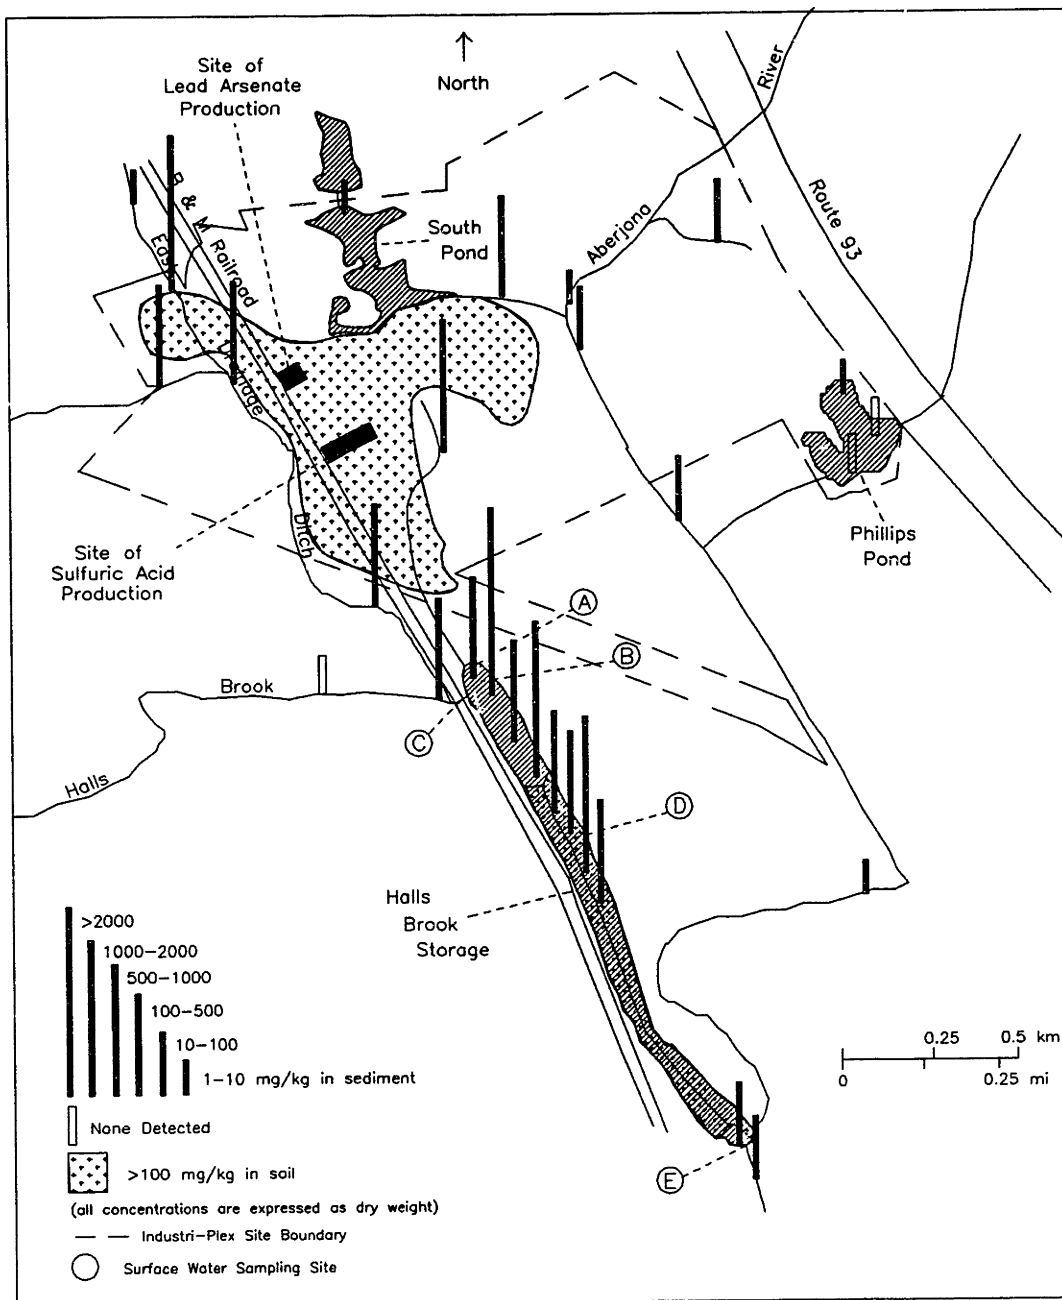 Site of
Lead Arsenate
Production
North
River
B & M Railroad
South
Pond
Aberjona
Route 93
East
Drainage
Ditch
Phillips
Pond
Site of
Sulfuric Acid
Production
A
B
Brook
C
Halls
D
Halls
Brook
Storage
>2000
1000-2000
500-1000
100-500
10-100
1-10 mg/kg in sediment
None Detected
>100 mg/kg in soil
(all concentrations are expressed as dry weight)
Industri-Plex Site Boundary
Surface Water Sampling Site
0.25 0.5 km
0 0.25 mi
E